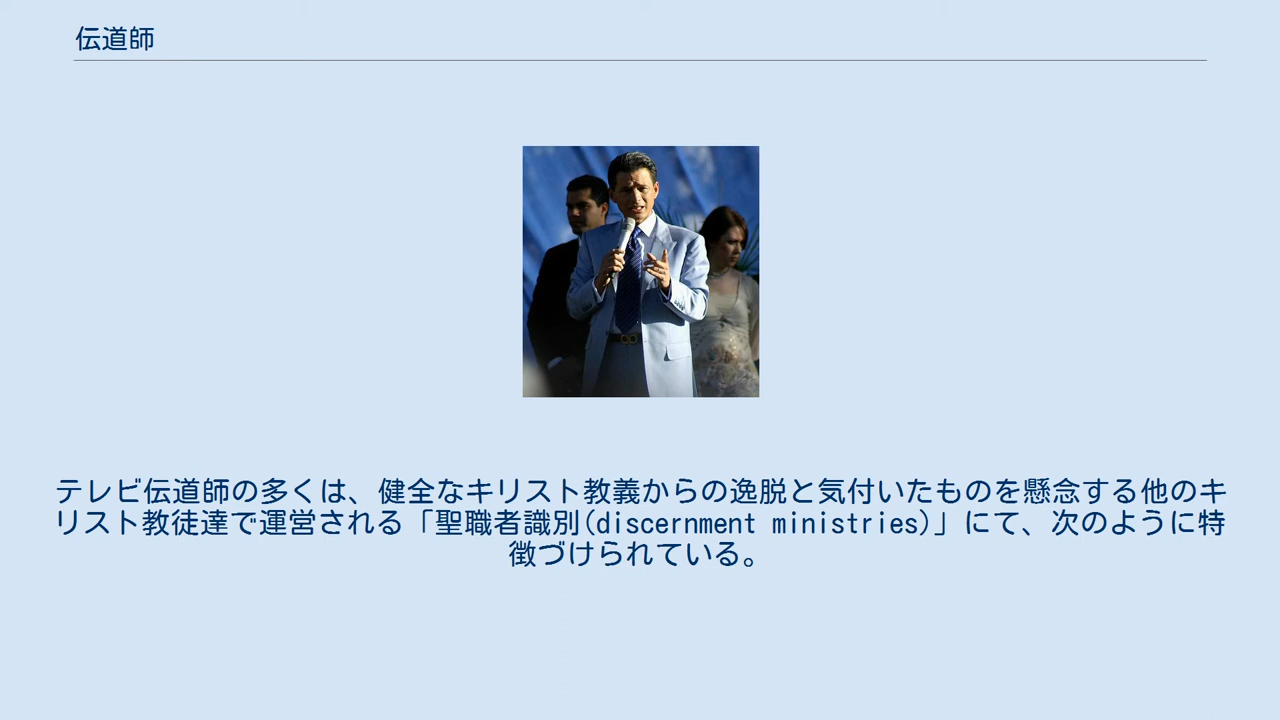 伝道師
テレビ伝道師の多くは、健全なキリスト教義からの逸脱と気付いたものを懸念する他のキ
リスト教徒達で運営される「聖職者識別(discernment ministries)」にて、次のように特
徴づけられている。